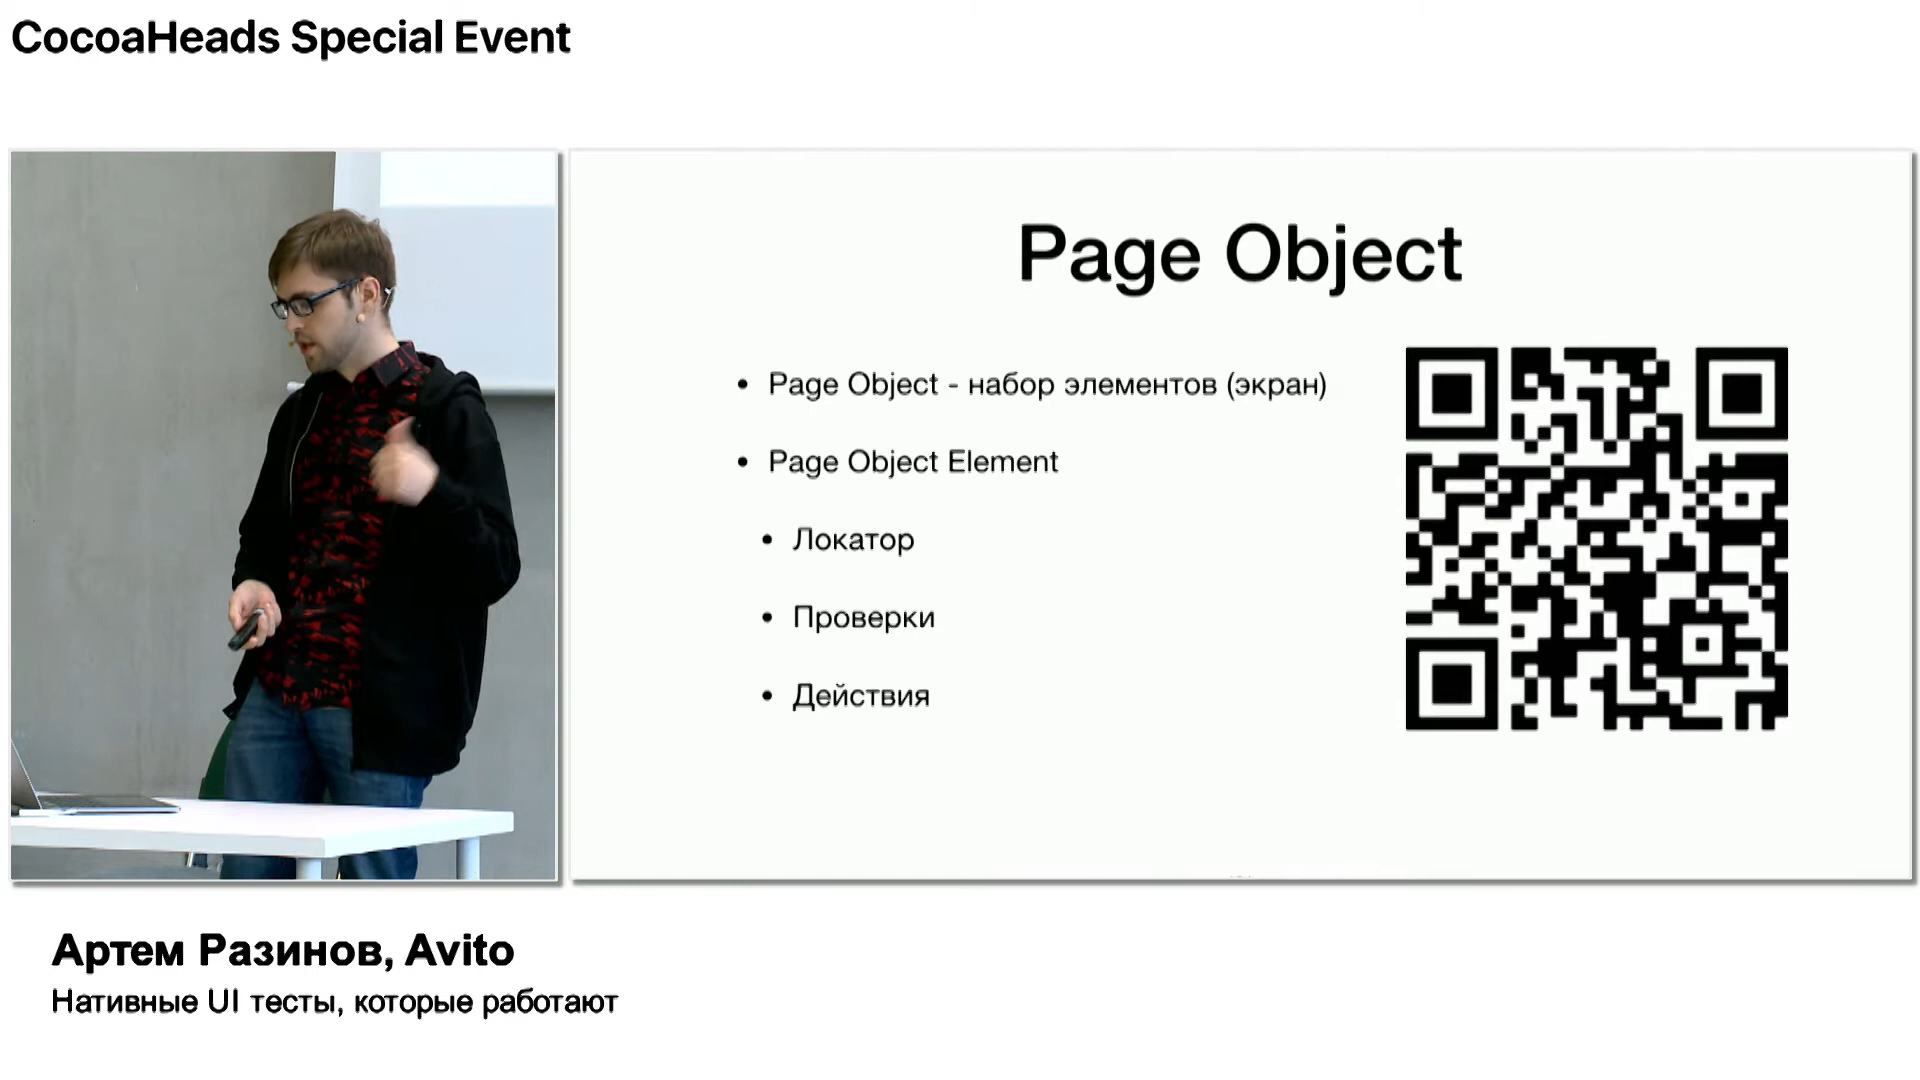 CocoaHeads Special Event
Page Object
• Page Object - набор элементов (экран)
• Page Object Element
• Локатор
• Проверки
• Действия
Артем Разинов, Avito
Нативные UI тесты, которые работают